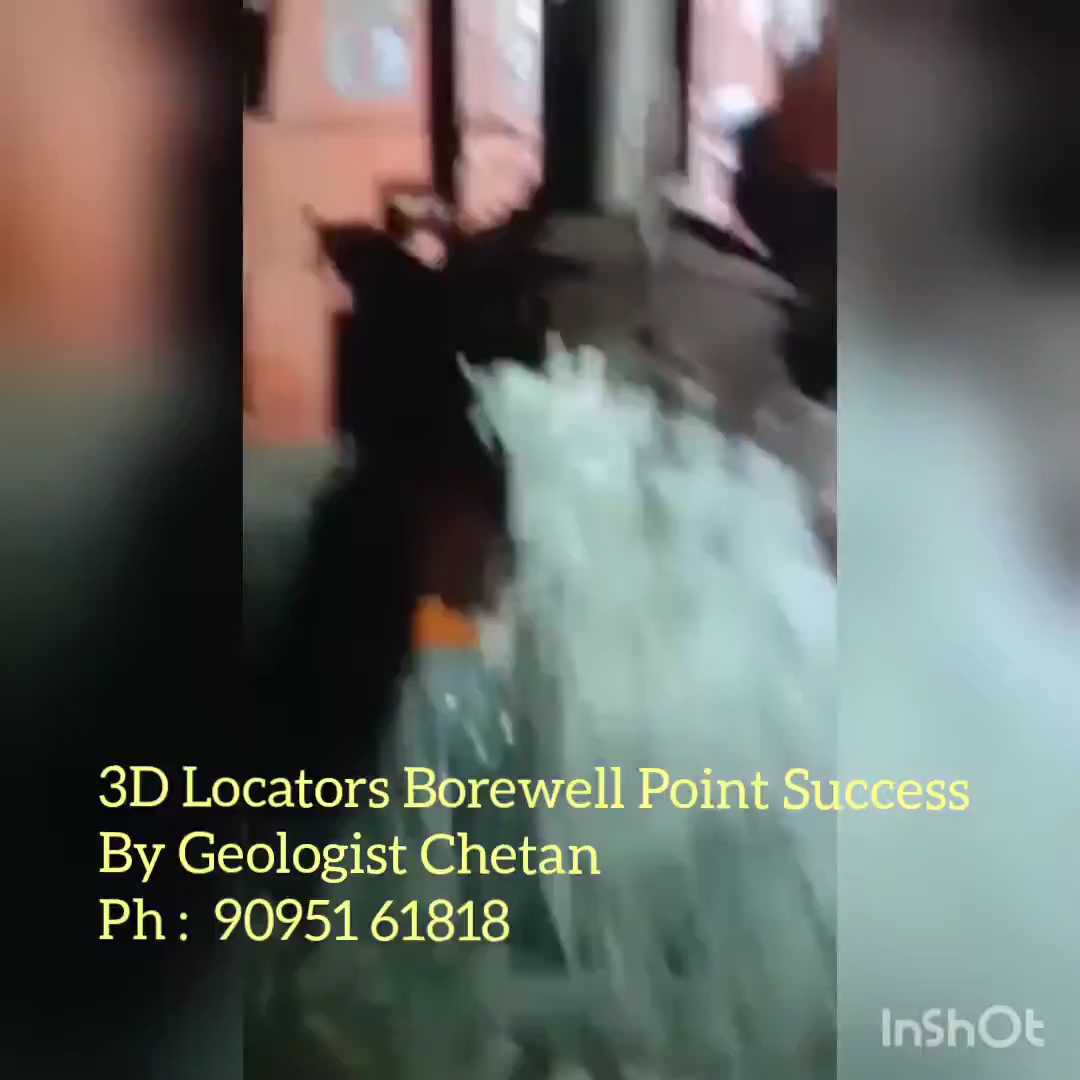 3D Locators Borewell Point Success
By Geologist Chetan
Ph : 90951 61818
InShOt